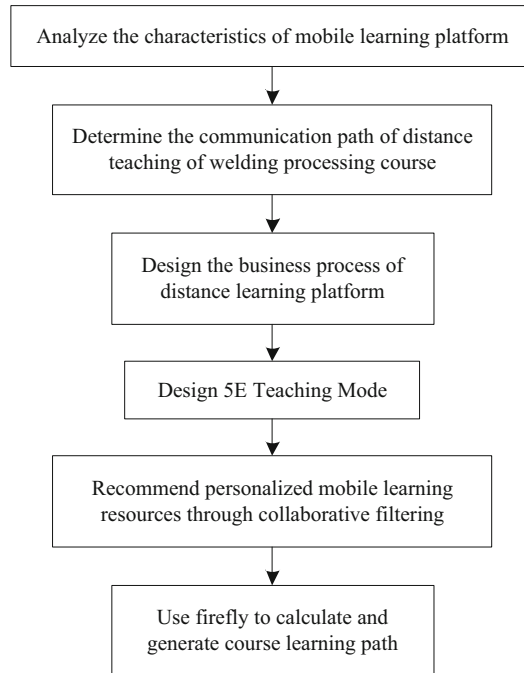 Analyze the characteristics of mobile learning platform
Determine the communication path of distance
teaching of welding processing course
Design the business process of
distance learning platform
Design 5E Teaching Mode
Recommend personalized mobile learning
resources through collaborative filtering
Use firefly to calculate and
generate course learning path